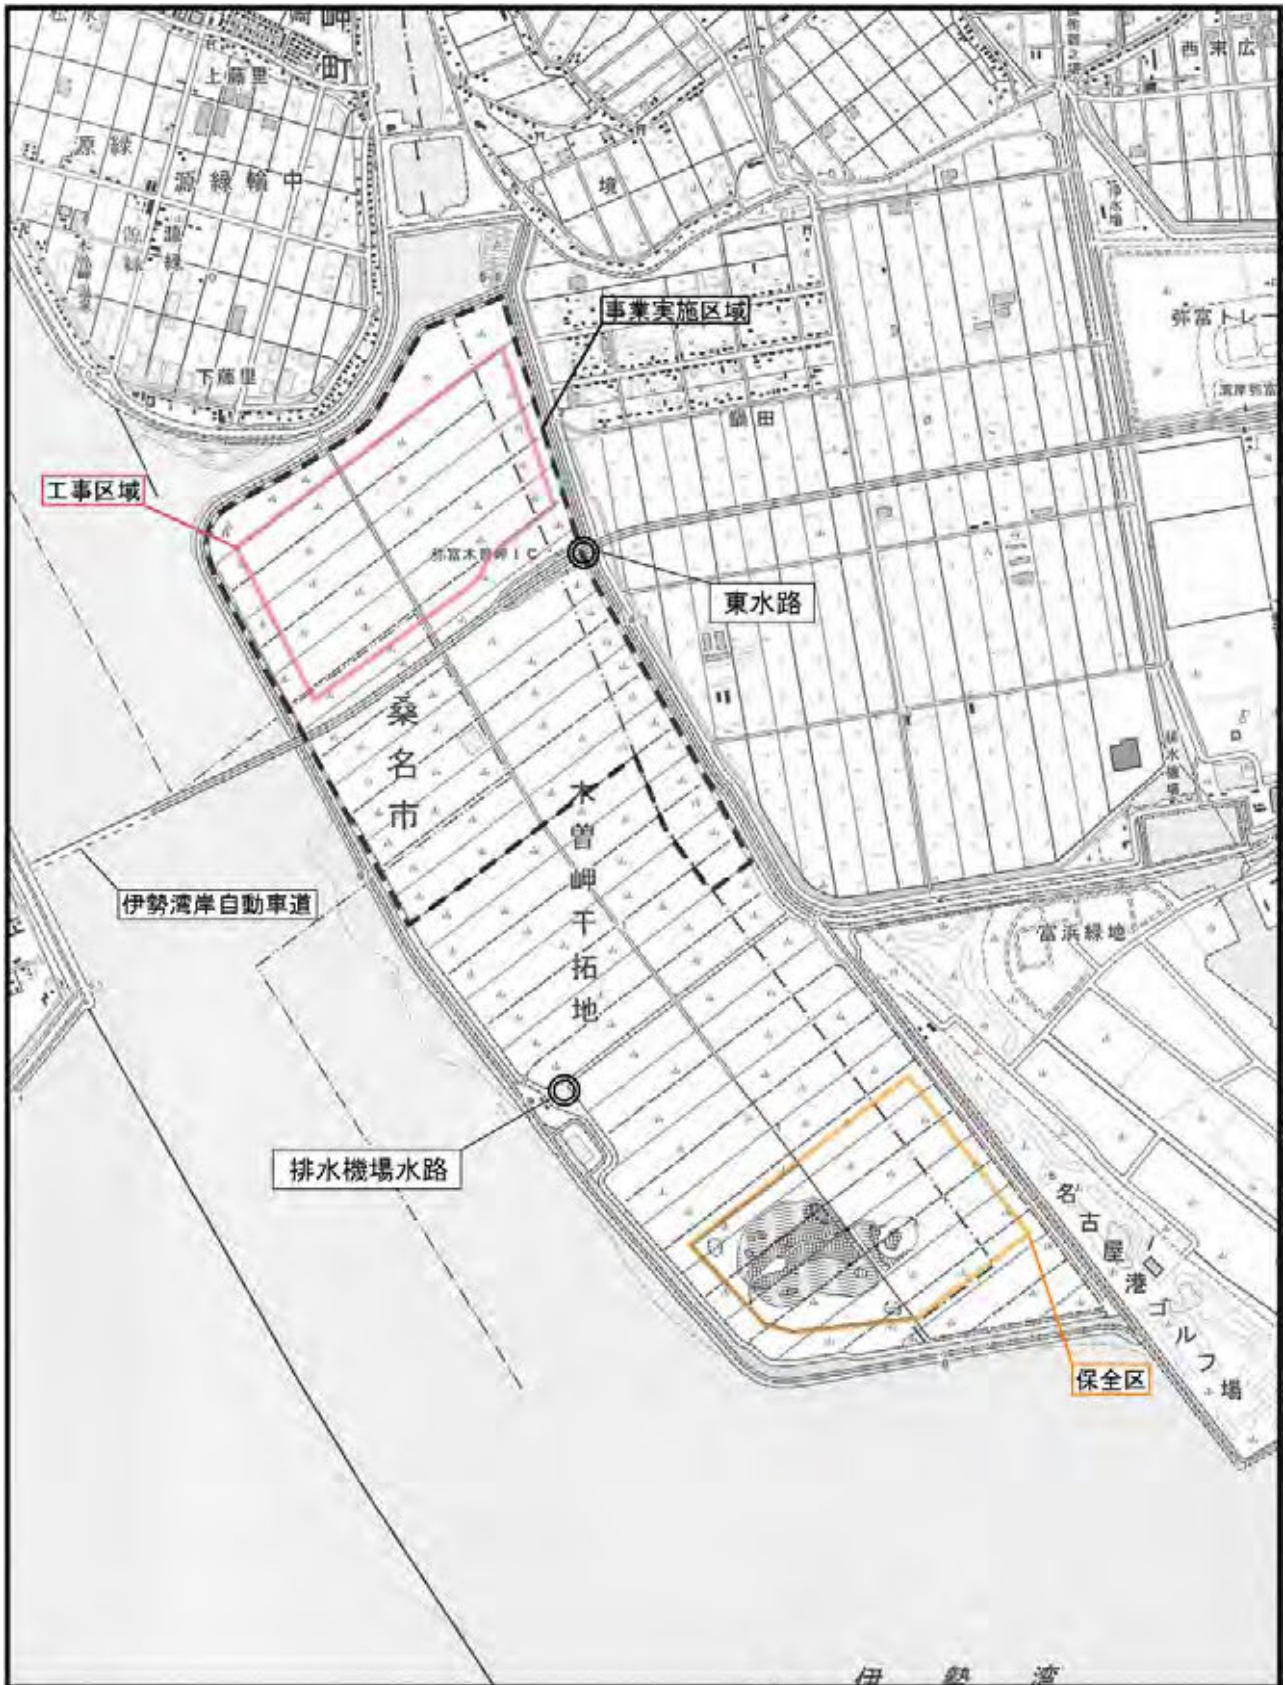 岬町
上藤里
西末広
源緑
源緑輪中
境
事業実施区域
弥富トレー
下藤里
鍋田
工事区域
弥富木曽岬IC
東水路
桑名市
木曽岬干拓地
伊勢湾岸自動車道
富浜緑地
排水機場水路
名古屋港ゴルフ場
保全区
伊勢湾